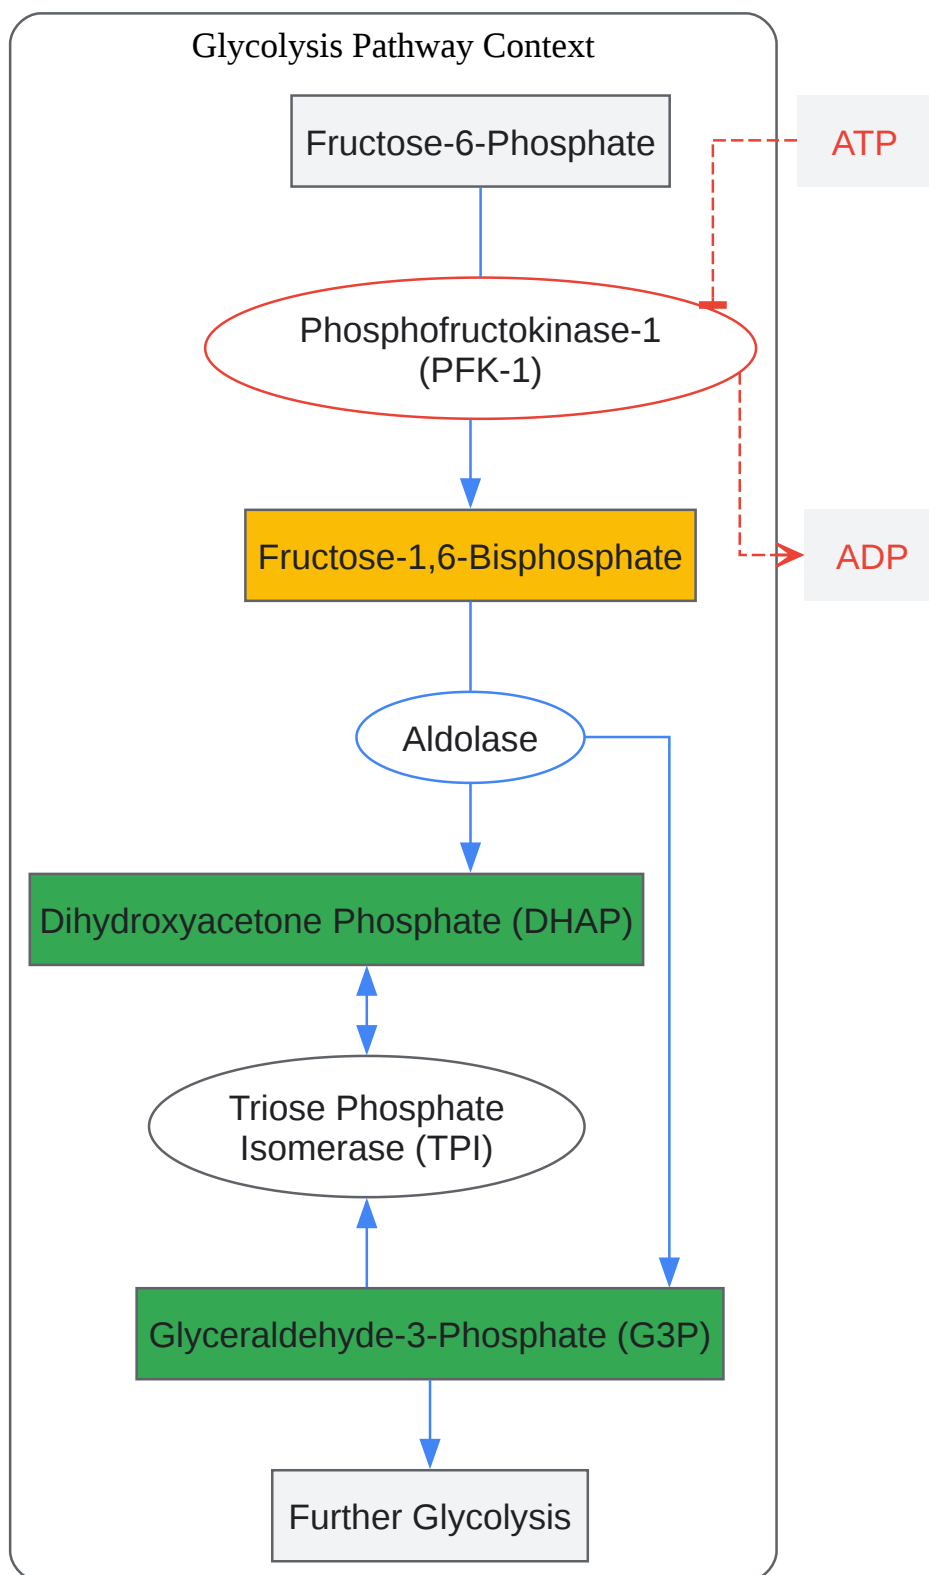 Glycolysis Pathway Context
Fructose-6-Phosphate
ATP
Phosphofructokinase-1
(PFK-1)
Fructose-1,6-Bisphosphate
ADP
Aldolase
Dihydroxyacetone Phosphate (DHAP)
Triose Phosphate
Isomerase (TPI)
Glyceraldehyde-3-Phosphate (G3P)
Further Glycolysis